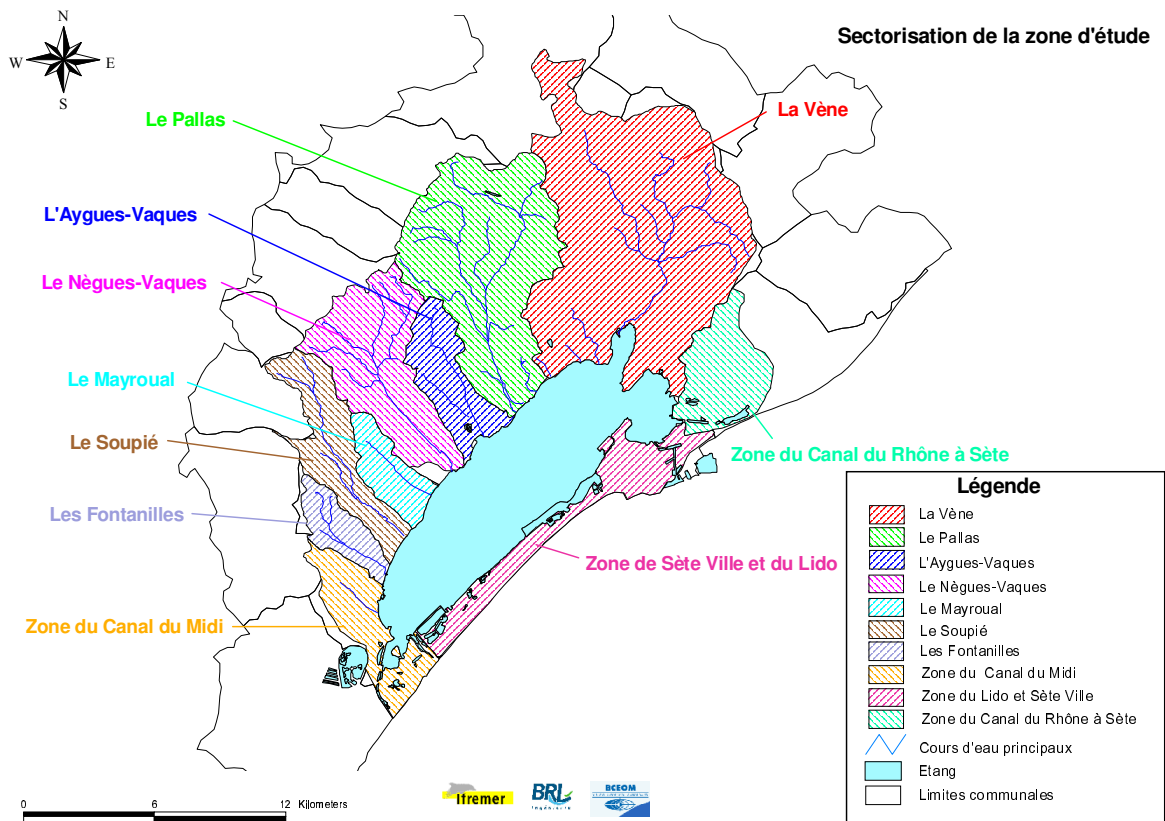 Sectorisation de la zone d'étude
N
W
E
S
La Vène
Le Pallas
L'Aygues-Vaques
Le Nègues-Vaques
Le Mayroual
Le Soupié
Les Fontanilles
Zone du Canal du Midi
Zone du Canal du Rhône à Sète
Zone de Sète Ville et du Lido
Légende
La Vène
Le Pallas
L'Aygues-Vaques
Le Nègues-Vaques
Le Mayroual
Le Soupié
Les Fontanilles
Zone du Canal du Midi
Zone du Lido et Sète Ville
Zone du Canal du Rhône à Sète
Cours d'eau principaux
Etang
Limites communales
0 6 12 Kilometers
Ifremer
BRL
Ingénierie
BCEOM